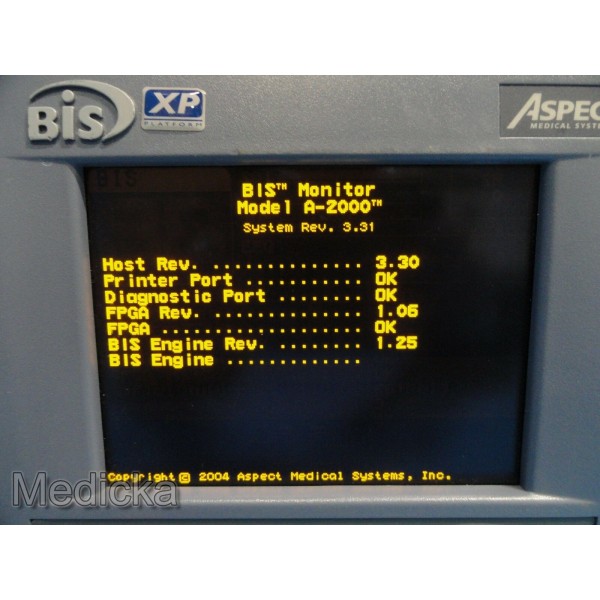 BIS
XP
PLATFORM
ASPEC
MEDICAL SYSTE
BIS™ Monitor
Model A-2000™
System Rev. 3.31
Host Rev. ............... 3.30
Printer Port ............ OK
Diagnostic Port ........ OK
FPGA Rev. ............... 1.06
FPGA .................... OK
BIS Engine Rev. ........ 1.25
BIS Engine ..............
Copyright © 2004 Aspect Medical Systems, Inc.
Medicka